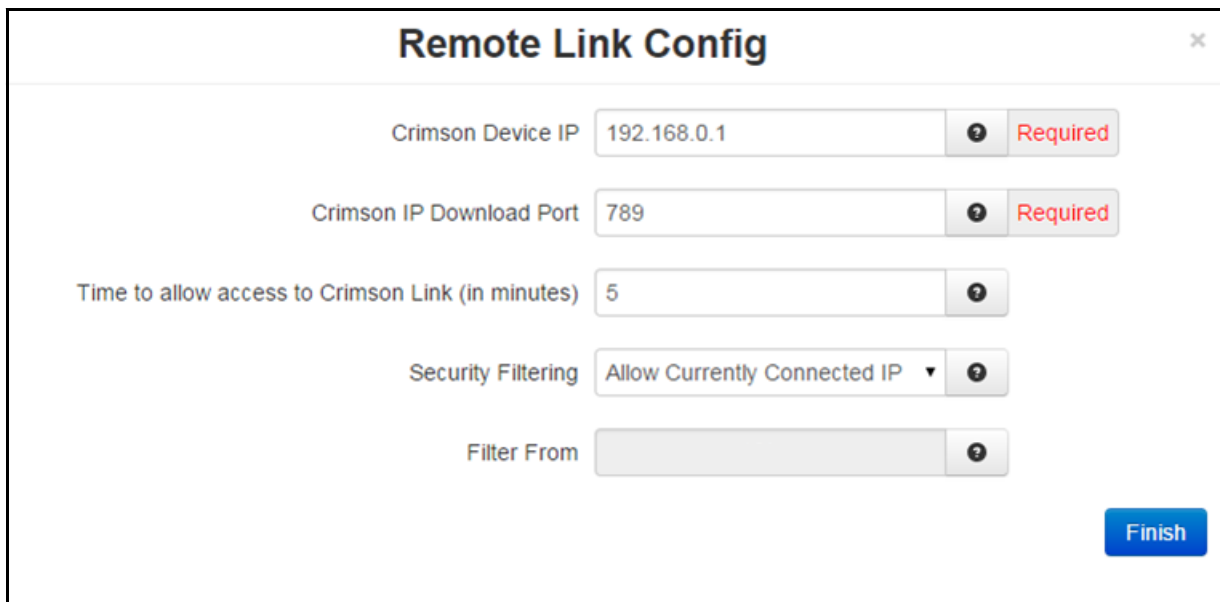 Remote Link Config ×
Crimson Device IP 192.168.0.1 Required
Crimson IP Download Port 789 Required
Time to allow access to Crimson Link (in minutes) 5
Security Filtering Allow Currently Connected IP
Filter From
Finish